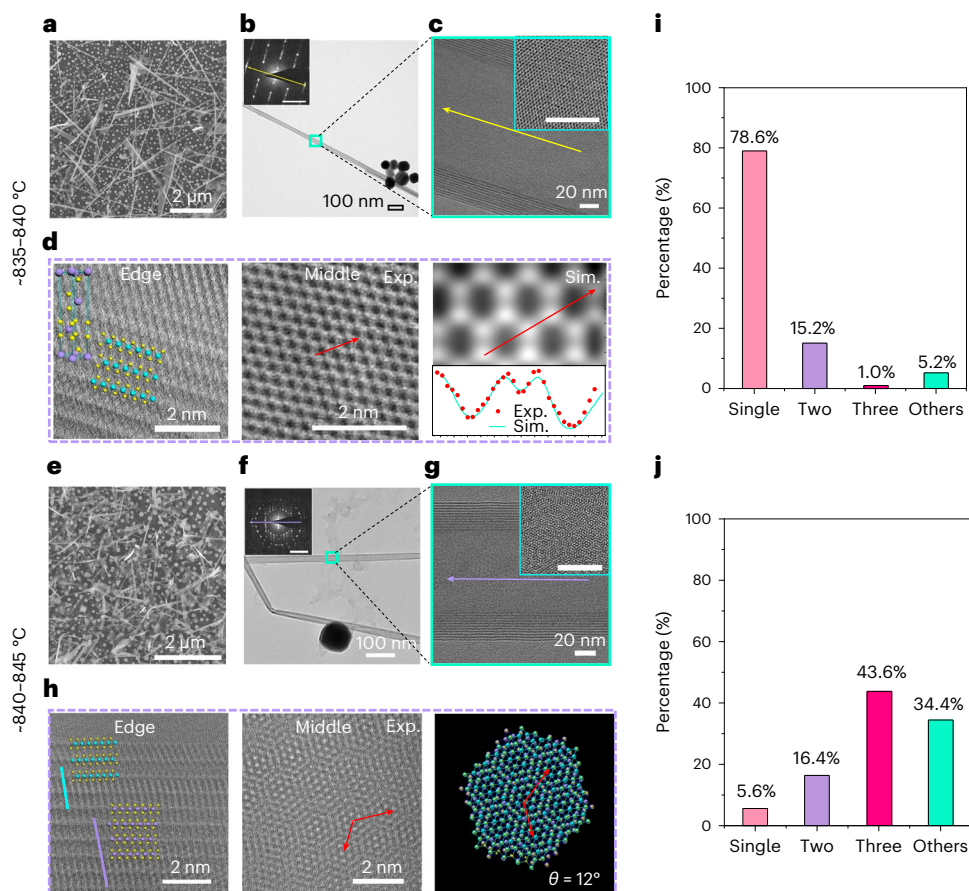 a
b
c
i
~835–840 °C
2 µm
100 nm
20 nm
d
Edge
2 nm
Middle
Exp.
2 nm
Sim.
Exp.
Sim.
Percentage (%)
100
80
60
40
20
0
78.6%
15.2%
1.0%
5.2%
Single
Two
Three
Others
e
f
g
j
~840–845 °C
2 µm
100 nm
20 nm
h
Edge
2 nm
Middle
Exp.
2 nm
θ = 12°
Percentage (%)
100
80
60
40
20
0
5.6%
16.4%
43.6%
34.4%
Single
Two
Three
Others